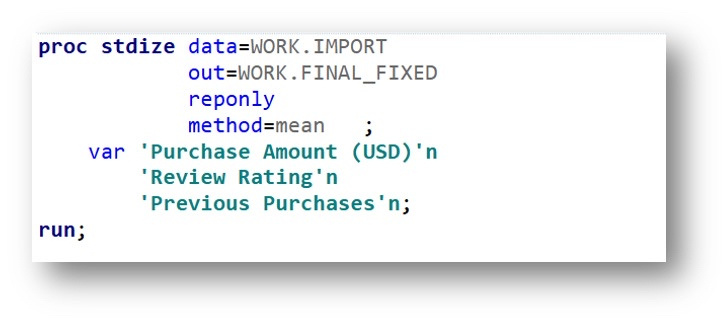 proc stdize data=WORK.IMPORT
out=WORK.FINAL_FIXED
reponly
method=mean ;
var 'Purchase Amount (USD)'n
'Review Rating'n
'Previous Purchases'n;
run;